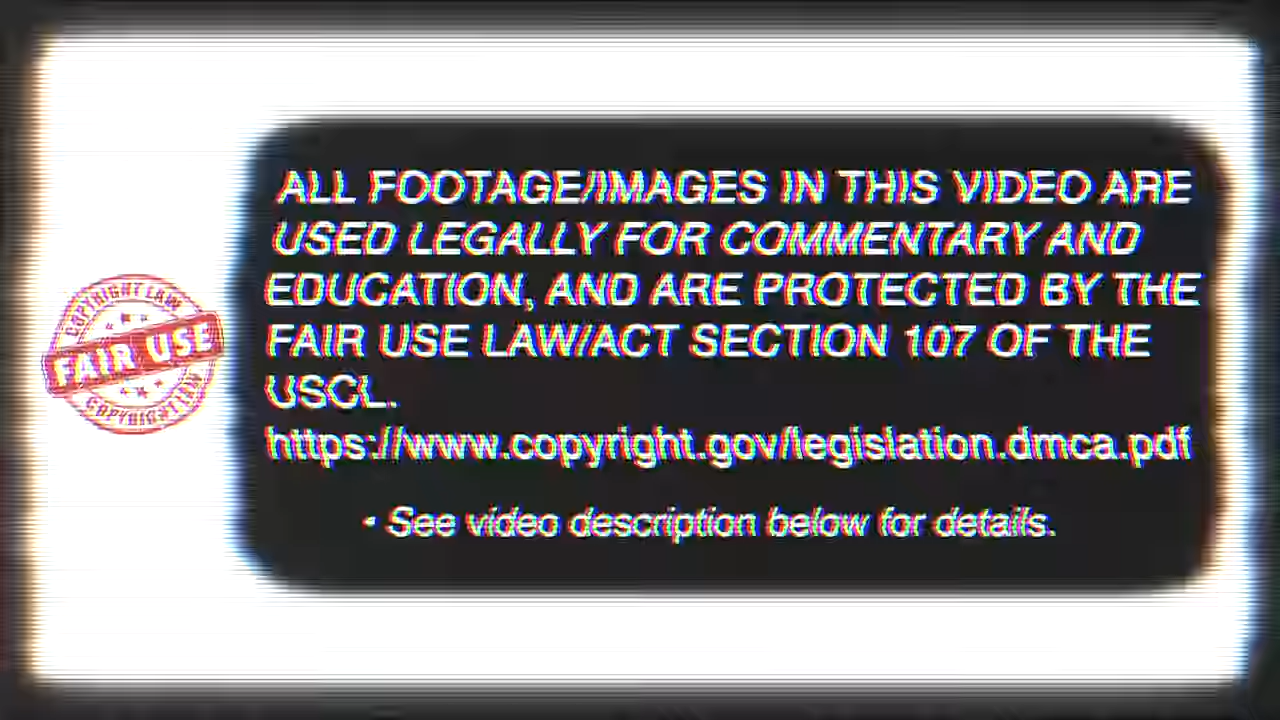 COPYRIGHT LAW
FAIR USE
COPYRIGHT LAW
ALL FOOTAGE/IMAGES IN THIS VIDEO ARE
USED LEGALLY FOR COMMENTARY AND
EDUCATION, AND ARE PROTECTED BY THE
FAIR USE LAW/ACT SECTION 107 OF THE
USCL.
https://www.copyright.gov/legislation.dmca.pdf
• See video description below for details.